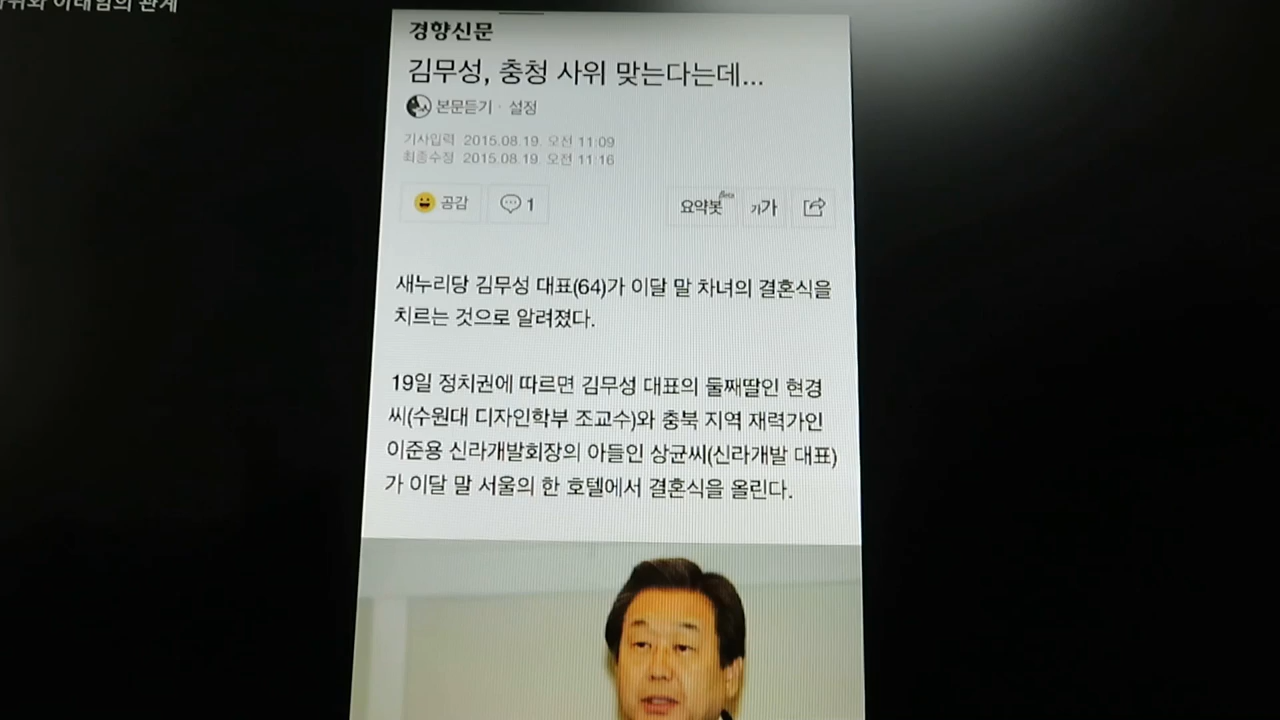 이태임의 관계
경향신문
김무성, 충청 사위 맞는다는데...
본문듣기 · 설정
기사입력 2015.08.19. 오전 11:09
최종수정 2015.08.19. 오전 11:16
공감 1 요약봇 Beta 가가
새누리당 김무성 대표(64)가 이달 말 차녀의 결혼식을
치르는 것으로 알려졌다.
19일 정치권에 따르면 김무성 대표의 둘째딸인 현경
씨(수원대 디자인학부 조교수)와 충북 지역 재력가인
이준용 신라개발회장의 아들인 상균씨(신라개발 대표)
가 이달 말 서울의 한 호텔에서 결혼식을 올린다.